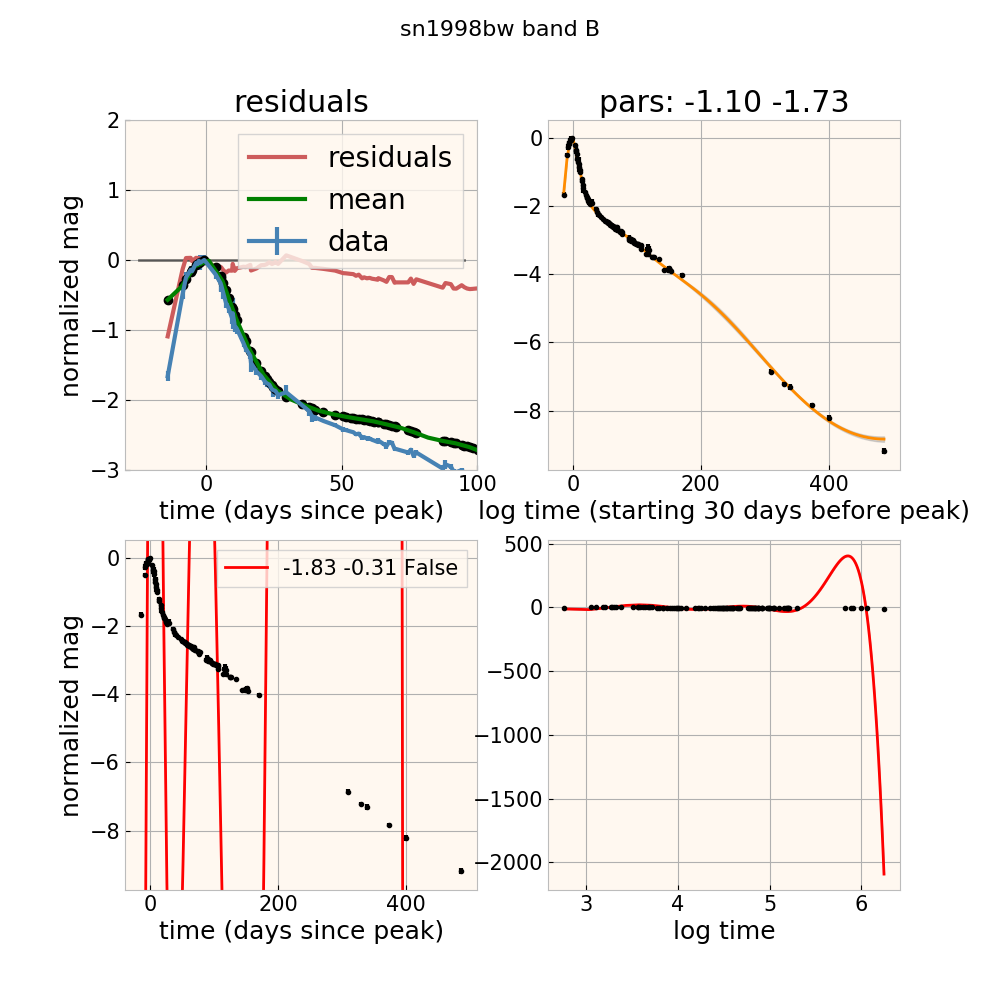 sn1998bw band B
residuals
2
1
0
−1
−2
−3
normalized mag
residuals
mean
data
0
50
100
time (days since peak)
pars: -1.10 -1.73
0
−2
−4
−6
−8
0
200
400
log time (starting 30 days before peak)
0
−2
−4
−6
−8
normalized mag
-1.83 -0.31 False
0
200
400
time (days since peak)
500
0
−500
−1000
−1500
−2000
3
4
5
6
log time